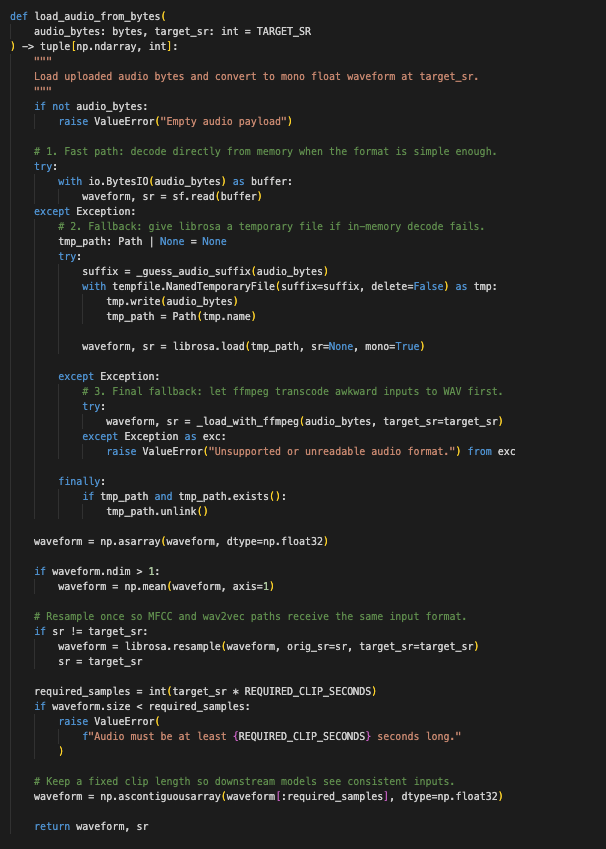 def load_audio_from_bytes(
    audio_bytes: bytes, target_sr: int = TARGET_SR
) -> tuple[np.ndarray, int]:
    """
    Load uploaded audio bytes and convert to mono float waveform at target_sr.
    """
    if not audio_bytes:
        raise ValueError("Empty audio payload")

    # 1. Fast path: decode directly from memory when the format is simple enough.
    try:
        with io.BytesIO(audio_bytes) as buffer:
            waveform, sr = sf.read(buffer)
    except Exception:
        # 2. Fallback: give librosa a temporary file if in-memory decode fails.
        tmp_path: Path | None = None
        try:
            suffix = _guess_audio_suffix(audio_bytes)
            with tempfile.NamedTemporaryFile(suffix=suffix, delete=False) as tmp:
                tmp.write(audio_bytes)
                tmp_path = Path(tmp.name)

            waveform, sr = librosa.load(tmp_path, sr=None, mono=True)

        except Exception:
            # 3. Final fallback: let ffmpeg transcode awkward inputs to WAV first.
            try:
                waveform, sr = _load_with_ffmpeg(audio_bytes, target_sr=target_sr)
            except Exception as exc:
                raise ValueError("Unsupported or unreadable audio format.") from exc

        finally:
            if tmp_path and tmp_path.exists():
                tmp_path.unlink()

    waveform = np.asarray(waveform, dtype=np.float32)

    if waveform.ndim > 1:
        waveform = np.mean(waveform, axis=1)

    # Resample once so MFCC and wav2vec paths receive the same input format.
    if sr != target_sr:
        waveform = librosa.resample(waveform, orig_sr=sr, target_sr=target_sr)
        sr = target_sr

    required_samples = int(target_sr * REQUIRED_CLIP_SECONDS)
    if waveform.size < required_samples:
        raise ValueError(
            f"Audio must be at least {REQUIRED_CLIP_SECONDS} seconds long."
        )

    # Keep a fixed clip length so downstream models see consistent inputs.
    waveform = np.ascontiguousarray(waveform[:required_samples], dtype=np.float32)

    return waveform, sr